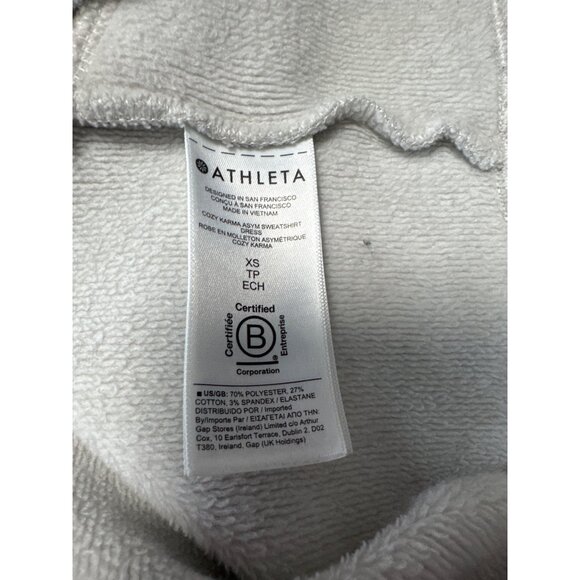 ATHLETA
DESIGNED IN SAN FRANCISCO
CONÇU À SAN FRANCISCO
MADE IN VIETNAM
COZY KARMA ASYM SWEATSHIRT
DRESS
ROBE EN MOLLETON ASYMÉTRIQUE
COZY KARMA
XS
TP
ECH
Certified
Certifiée
B
®
Entreprise
Corporation
US/GB: 70% POLYESTER, 27%
COTTON, 3% SPANDEX / ELASTANE
DISTRIBUIDO POR / Imported
By/Importe Par / ΕΙΣΑΓΕΤΑΙ ΑΠΟ ΤΗΝ:
Gap Stores (Ireland) Limited c/o Arthur
Cox, 10 Earlsfort Terrace, Dublin 2, D02
T380, Ireland, Gap (UK Holdings)